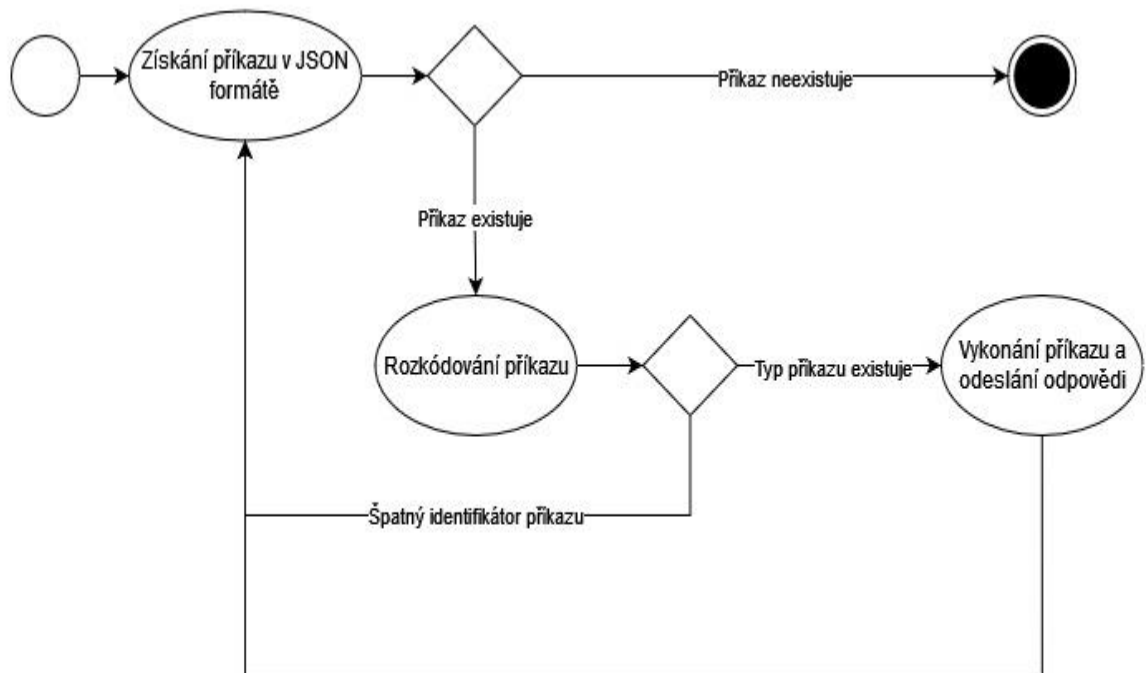 Získání příkazu v JSON
formátě
Příkaz neexistuje
Příkaz existuje
Rozkódování příkazu
Typ příkazu existuje
Vykonání příkazu a
odeslání odpovědi
Špatný identifikátor příkazu